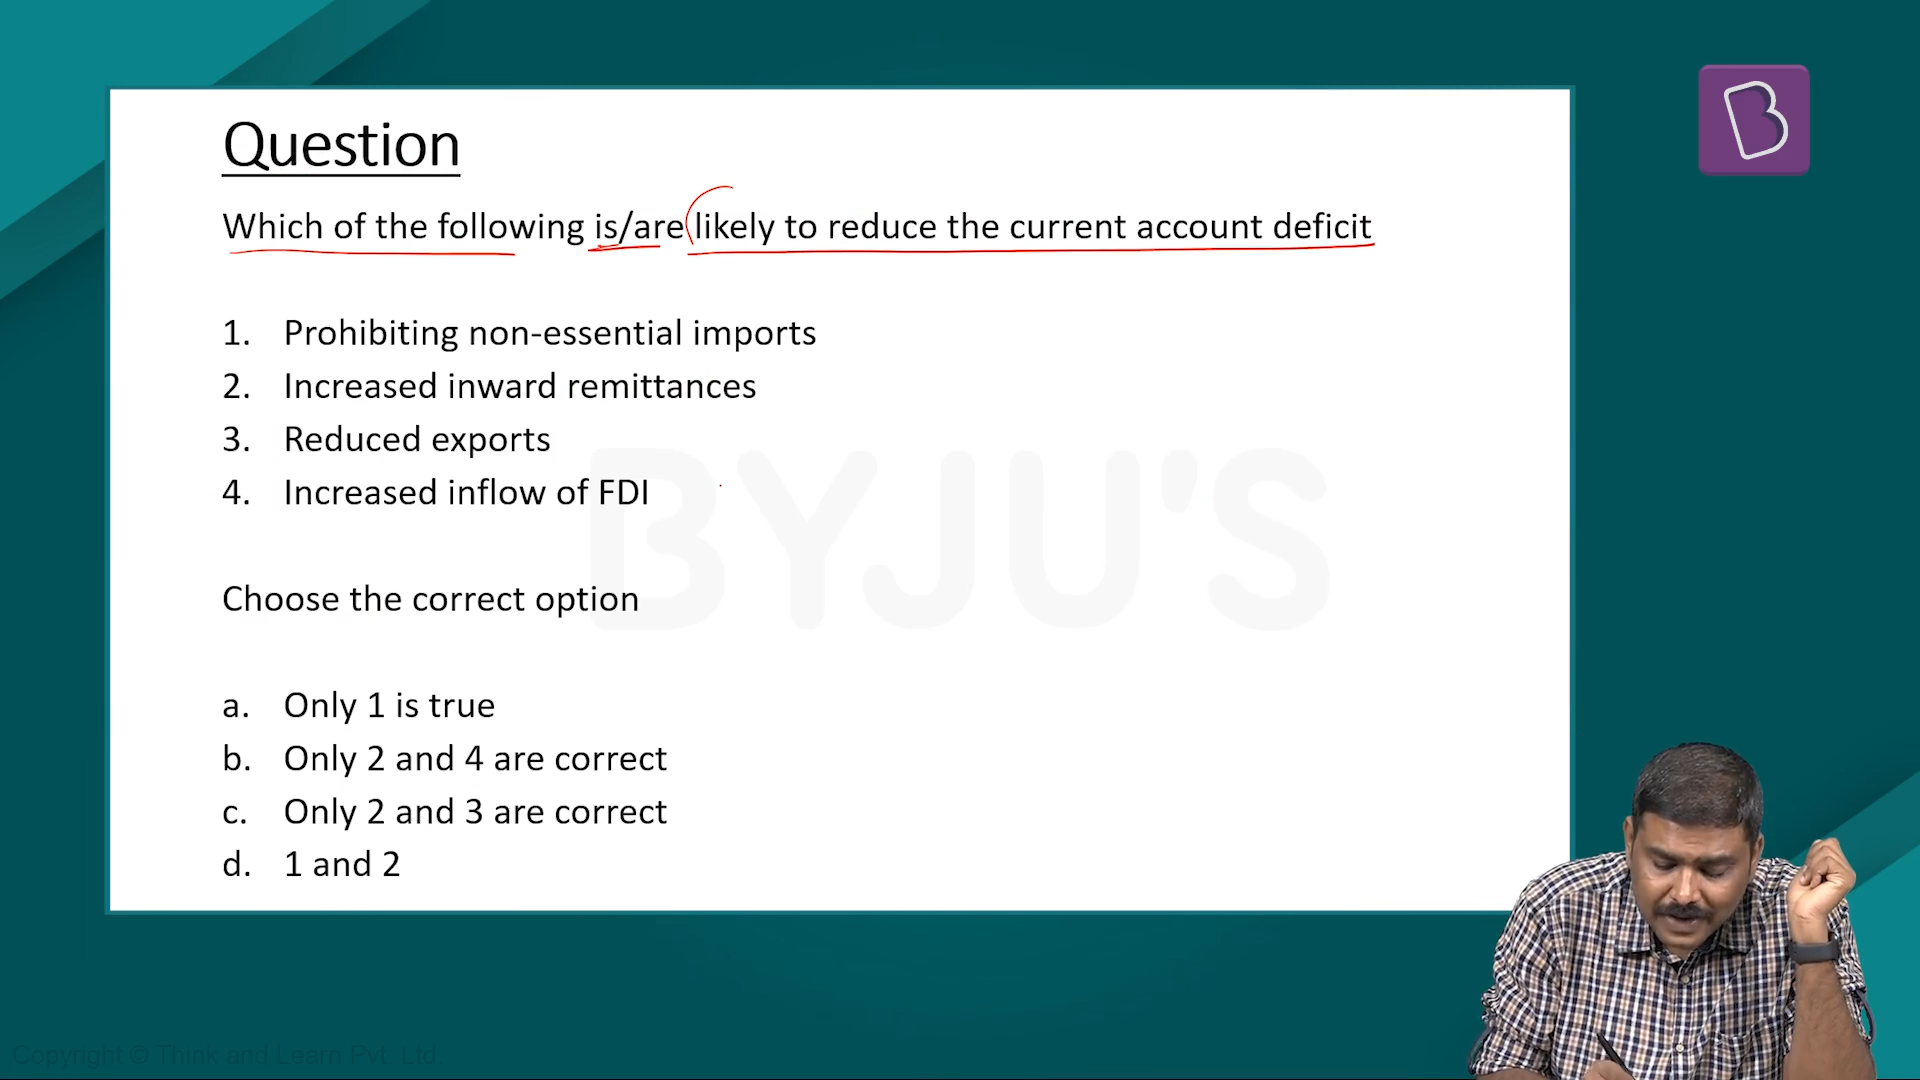 Question
Which of the following is/are likely to reduce the current account deficit
1. Prohibiting non-essential imports
2. Increased inward remittances
3. Reduced exports
4. Increased inflow of FDI
BYJU'S
Choose the correct option
a. Only 1 is true
b. Only 2 and 4 are correct
c. Only 2 and 3 are correct
d. 1 and 2
Copyright © Think and Learn Pvt. Ltd.